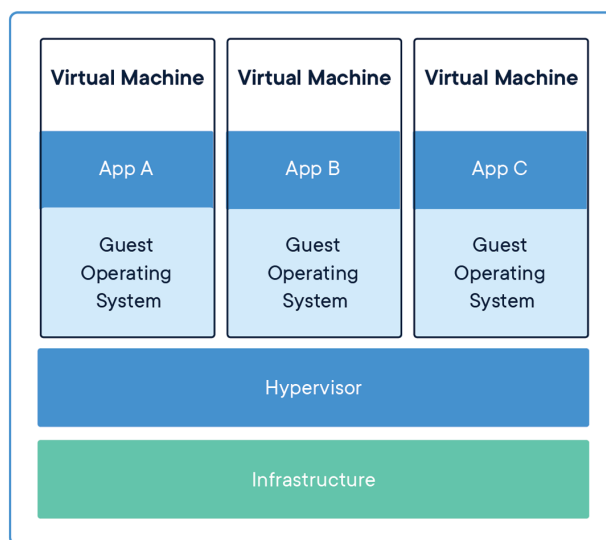 Virtual Machine
Virtual Machine
Virtual Machine
App A
App B
App C
Guest
Operating
System
Guest
Operating
System
Guest
Operating
System
Hypervisor
Infrastructure